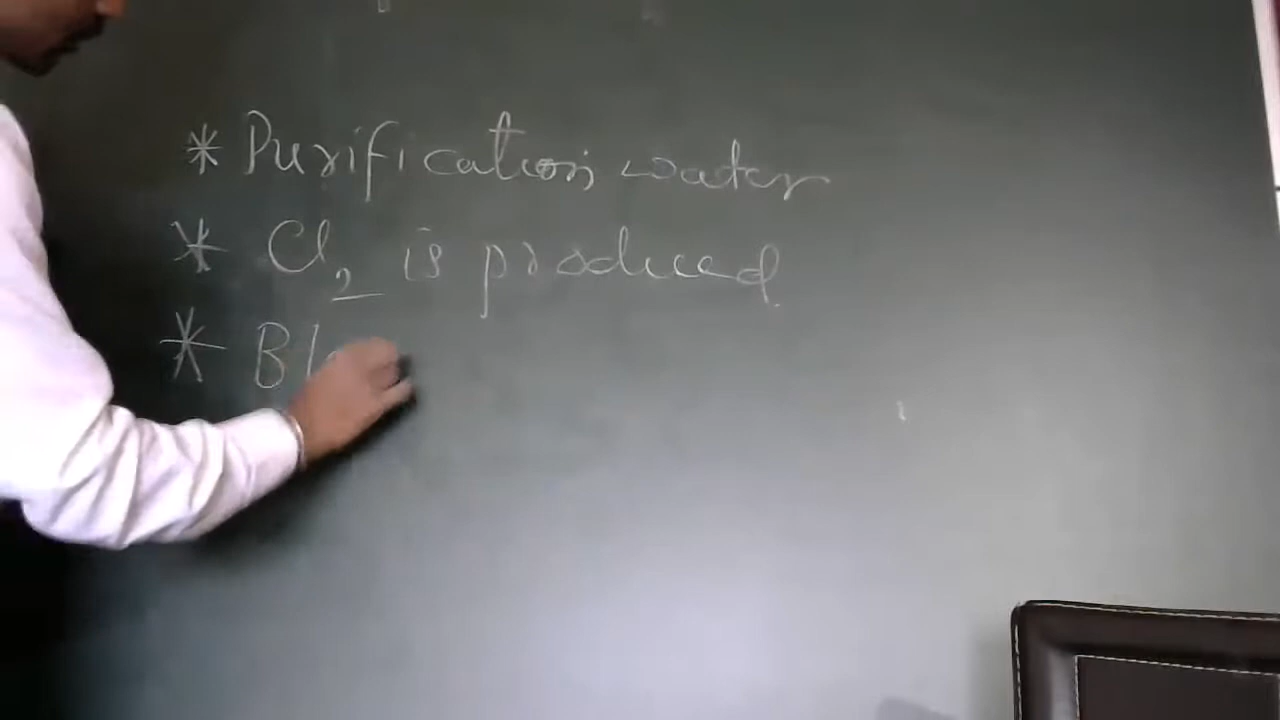 * Purification water
* Cl₂ is produced
* Bl